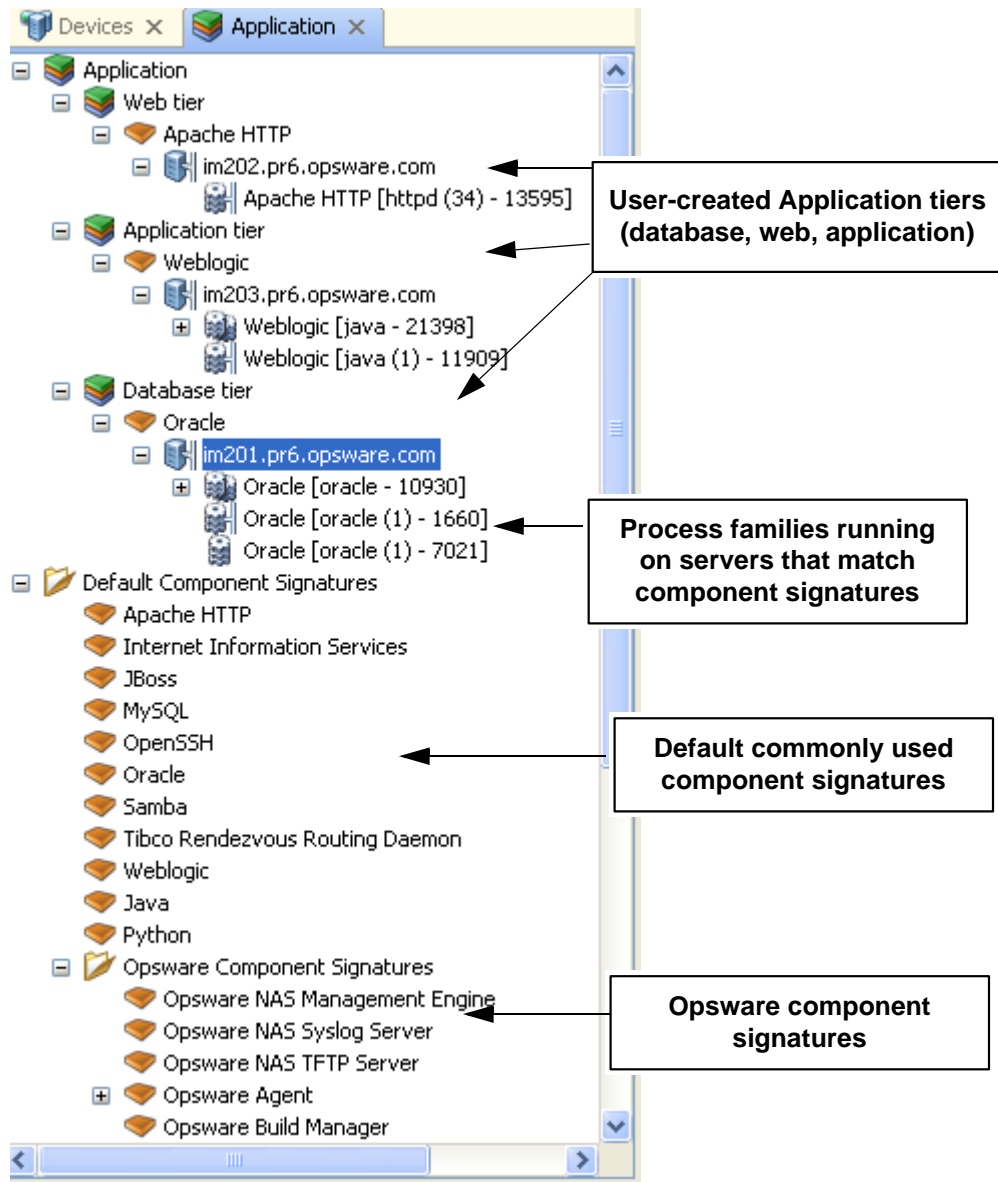 Devices
Application
Application
Web tier
Apache HTTP
im202.pr6.opsware.com
Apache HTTP [httpd (34) - 13595]
Application tier
Weblogic
im203.pr6.opsware.com
Weblogic [java - 21398]
Weblogic [java (1) - 11909]
Database tier
Oracle
im201.pr6.opsware.com
Oracle [oracle - 10930]
Oracle [oracle (1) - 1660]
Oracle [oracle (1) - 7021]
Default Component Signatures
Apache HTTP
Internet Information Services
JBoss
MySQL
OpenSSH
Oracle
Samba
Tibco Rendezvous Routing Daemon
Weblogic
Java
Python
Opsware Component Signatures
Opsware NAS Management Engine
Opsware NAS Syslog Server
Opsware NAS TFTP Server
Opsware Agent
Opsware Build Manager
User-created Application tiers
(database, web, application)
Process families running
on servers that match
component signatures
Default commonly used
component signatures
Opsware component
signatures